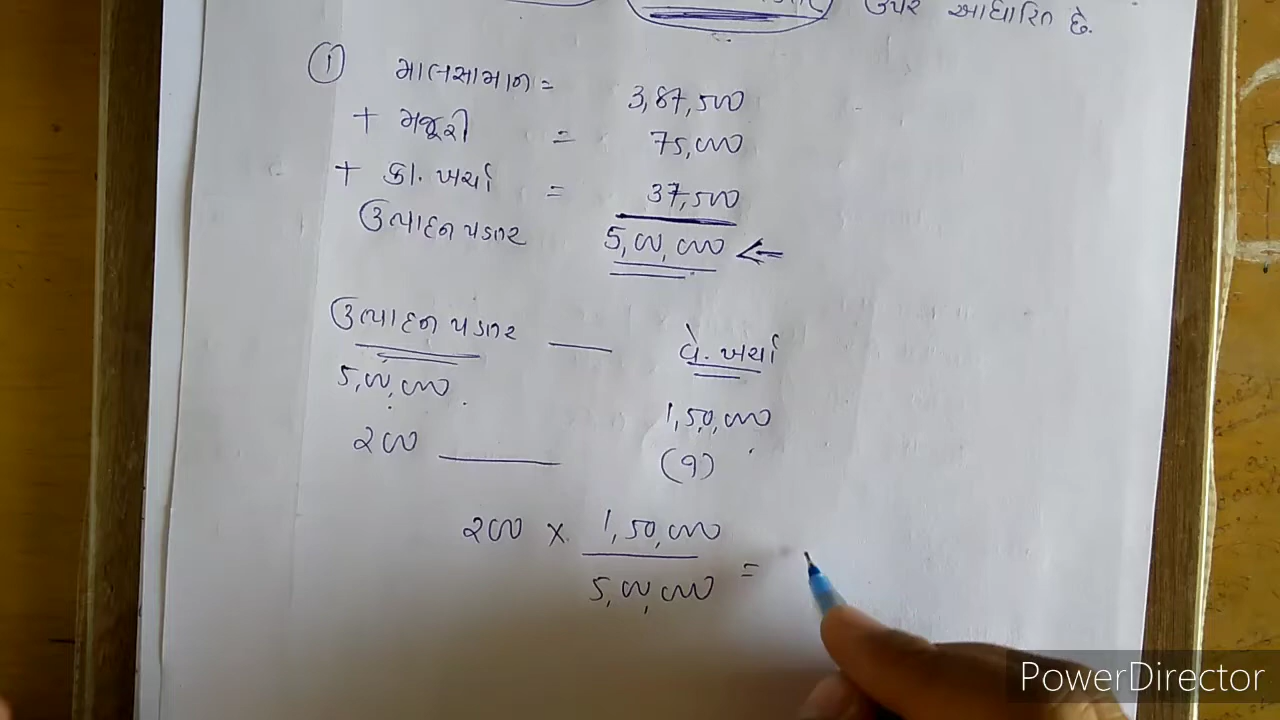 ઉપર આધારિત છે.
① માલસામાન = 3,87,500
+ મજૂરી = 75,000
+ કા. ખર્ચા = 37,500
ઉત્પાદન પડતર 5,00,000 ⇐
ઉત્પાદન પડતર — વે. ખર્ચા
5,00,000 1,50,000
200 — (?)
200 × 1,50,000
5,00,000 =
PowerDirector